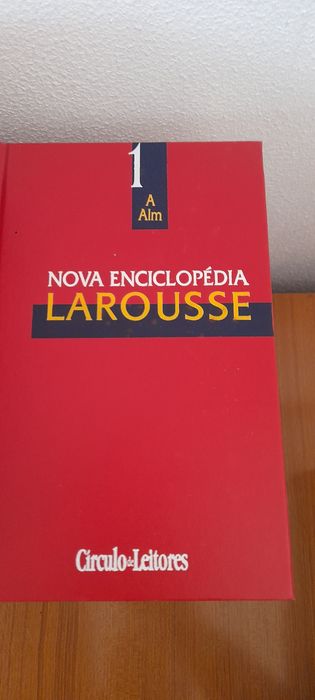 1
A
Alm
NOVA ENCICLOPÉDIA
LAROUSSE
Círculo de Leitores